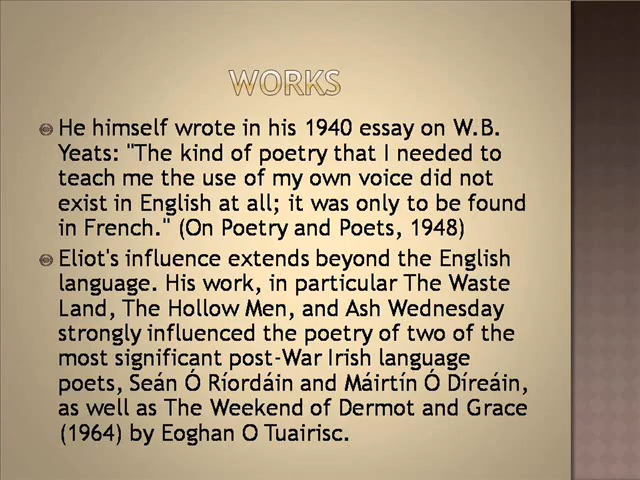 WORKS
He himself wrote in his 1940 essay on W.B.
Yeats: "The kind of poetry that I needed to
teach me the use of my own voice did not
exist in English at all; it was only to be found
in French." (On Poetry and Poets, 1948)
Eliot's influence extends beyond the English
language. His work, in particular The Waste
Land, The Hollow Men, and Ash Wednesday
strongly influenced the poetry of two of the
most significant post-War Irish language
poets, Seán Ó Ríordáin and Máirtín Ó Díreáin,
as well as The Weekend of Dermot and Grace
(1964) by Eoghan O Tuairisc.